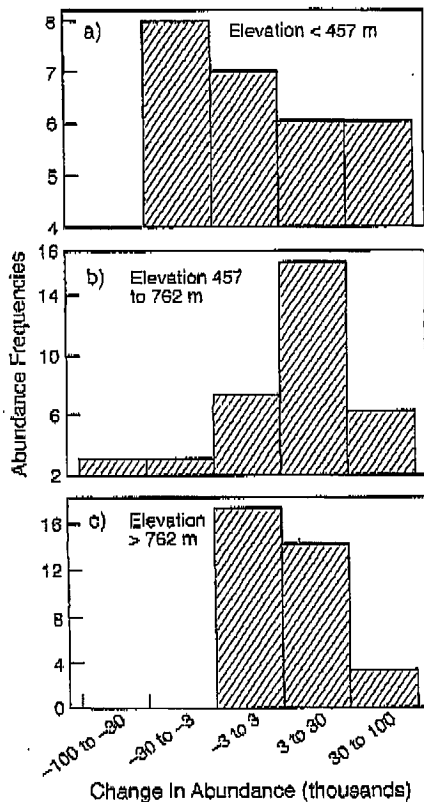 8
a) Elevation < 457 m
7
6
5
4
16
b) Elevation 457
to 762 m
14
10
6
2
Abundance Frequencies
c) Elevation
> 762 m
16
12
8
4
0
-100 to -30
-30 to -3
-3 to 3
3 to 30
30 to 100
Change In Abundance (thousands)